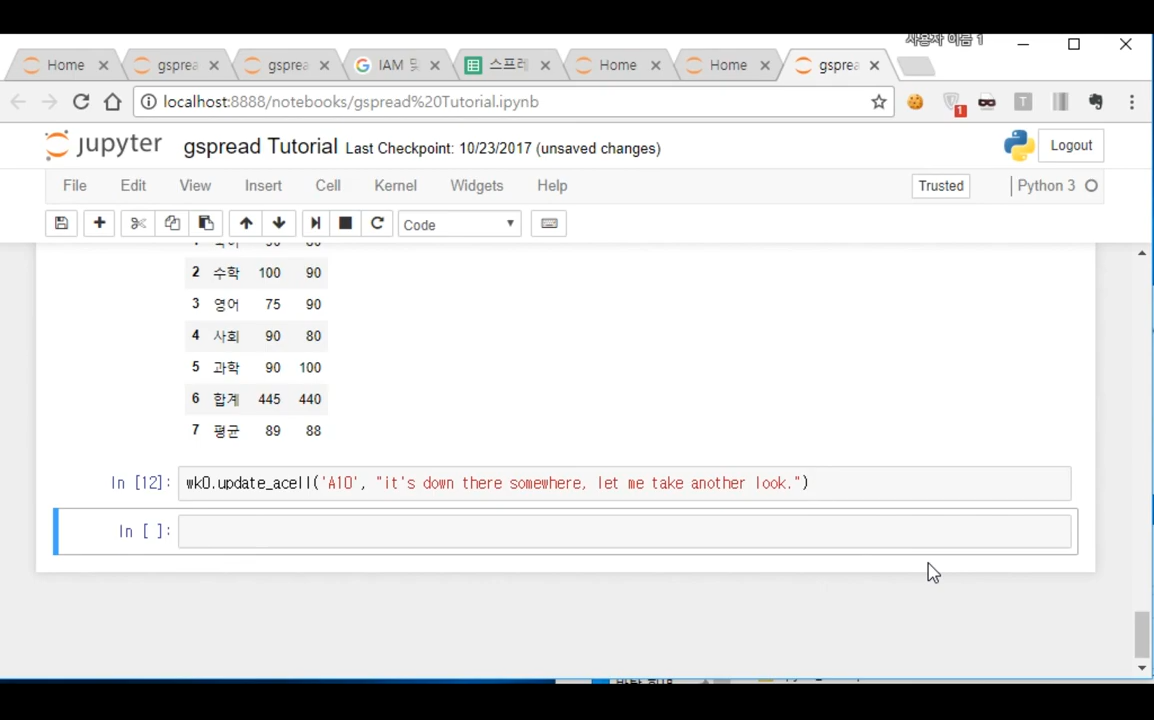 사용자 이름 1
Home gsprea gsprea IAM 및 스프레 Home Home gsprea
localhost:8888/notebooks/gspread%20Tutorial.ipynb
1
T
jupyter gspread Tutorial Last Checkpoint: 10/23/2017 (unsaved changes) Logout
File Edit View Insert Cell Kernel Widgets Help Trusted Python 3
Code
2 수학 100 90
3 영어 75 90
4 사회 90 80
5 과학 90 100
6 합계 445 440
7 평균 89 88
In [12]: wk0.update_acell('A10', "it's down there somewhere, let me take another look.")
In [ ]: